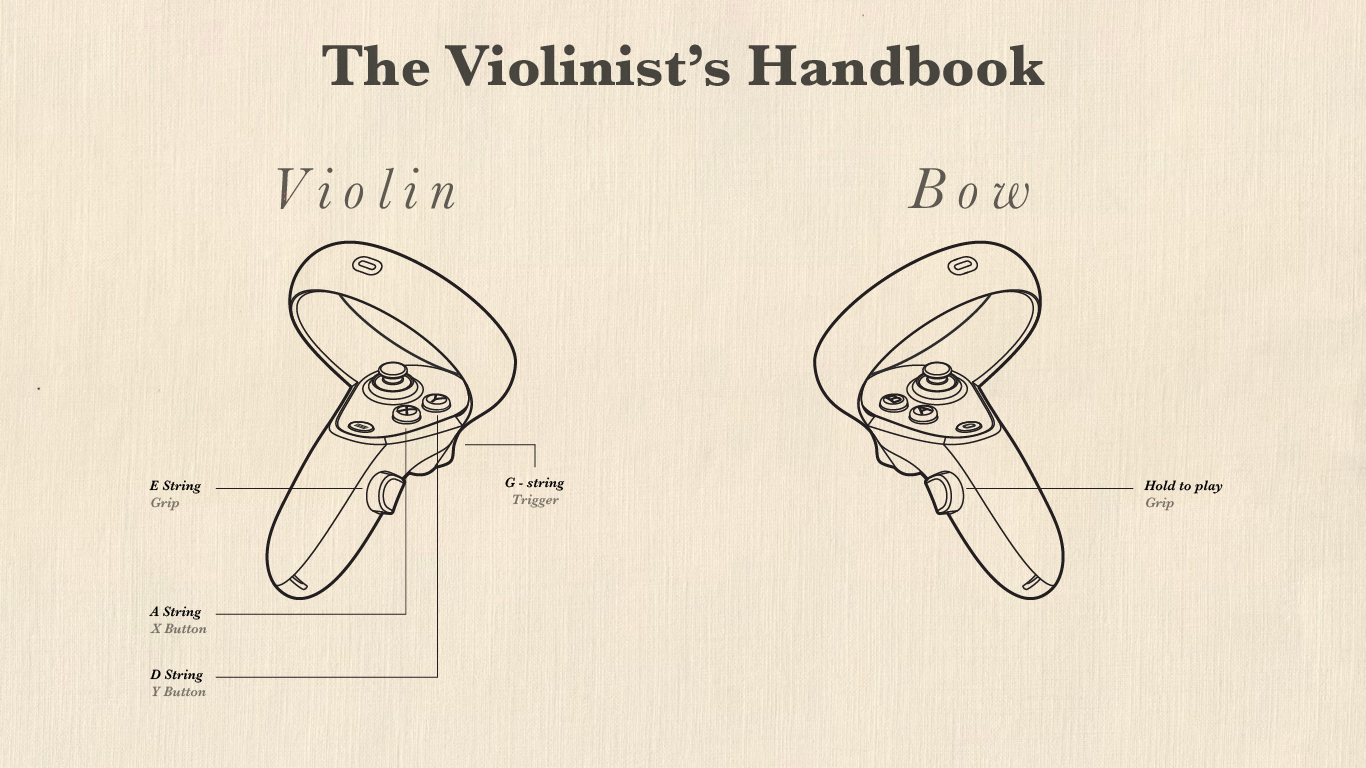 The Violinist’s Handbook
Violin
Bow
E String
Grip
G - string
Trigger
Hold to play
Grip
A String
X Button
D String
Y Button